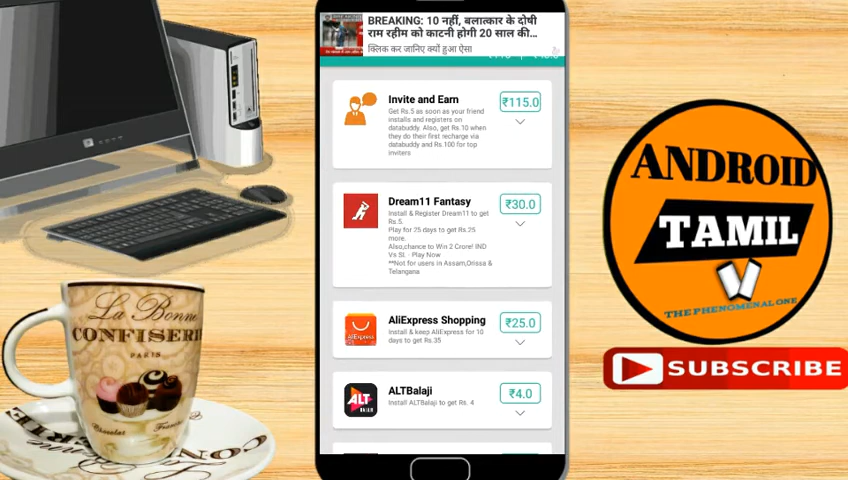 BREAKING: 10 नहीं, बलात्कार के दोषी
राम रहीम को काटनी होगी 20 साल की...
क्लिक कर जानिए क्यों हुआ ऐसा
Invite and Earn
₹115.0
Get Rs.5 as soon as your friend
installs and registers on
databuddy. Also, get Rs.10 when
they do their first recharge via
databuddy and Rs.100 for top
inviters
Dream11 Fantasy
₹30.0
Install & Register Dream11 to get
Rs.5.
Play for 25 days to get Rs.25
more.
Also,chance to Win 2 Crore! IND
Vs Sl. - Play Now
**Not for users in Assam,Orissa &
Telangana
AliExpress Shopping
₹25.0
Install & keep AliExpress for 10
days to get Rs.35
AliExpress
ALTBalaji
₹4.0
Install ALTBalaji to get Rs. 4
ALT
BALAJI
ANDROID
TAMIL
THE PHENOMENAL ONE
SUBSCRIBE
La Bonne
CONFISERI
PARIS
Chocolat